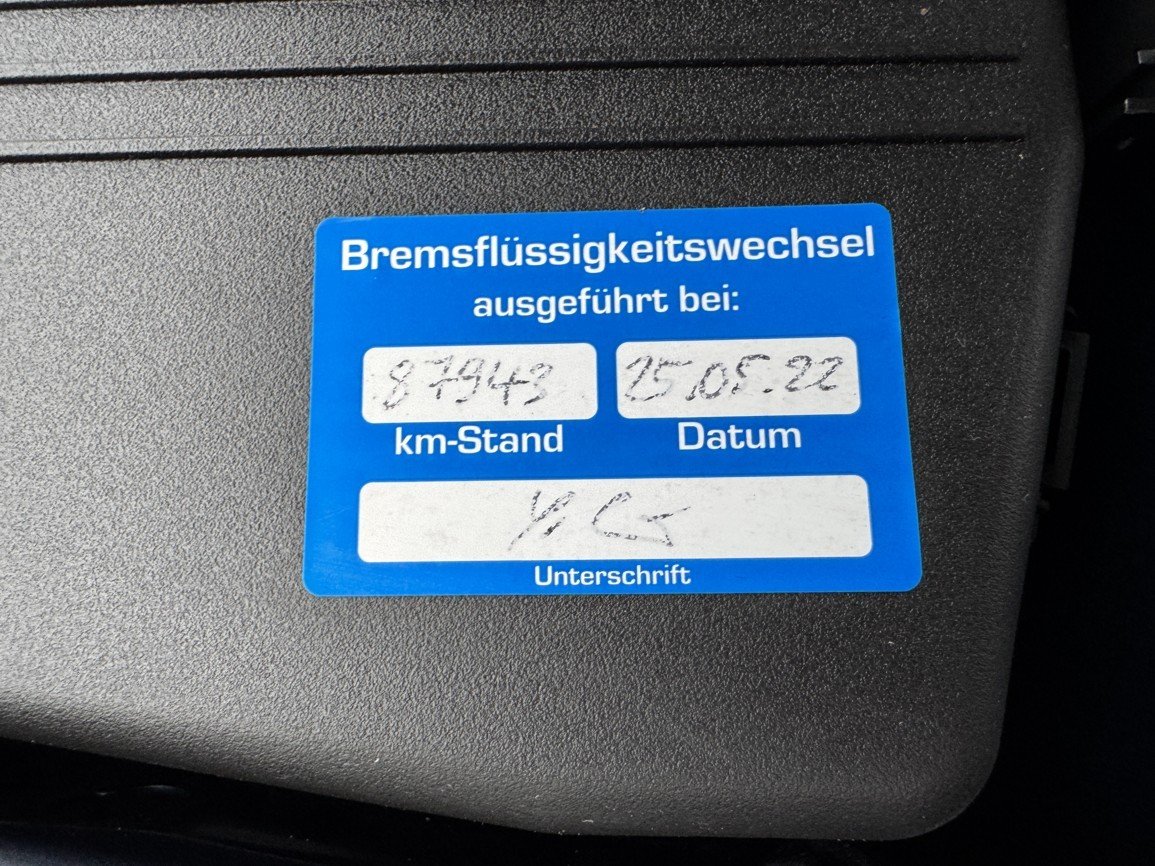 Bremsflüssigkeitswechsel
ausgeführt bei:
87943 25.05.22
km-Stand Datum
Unterschrift